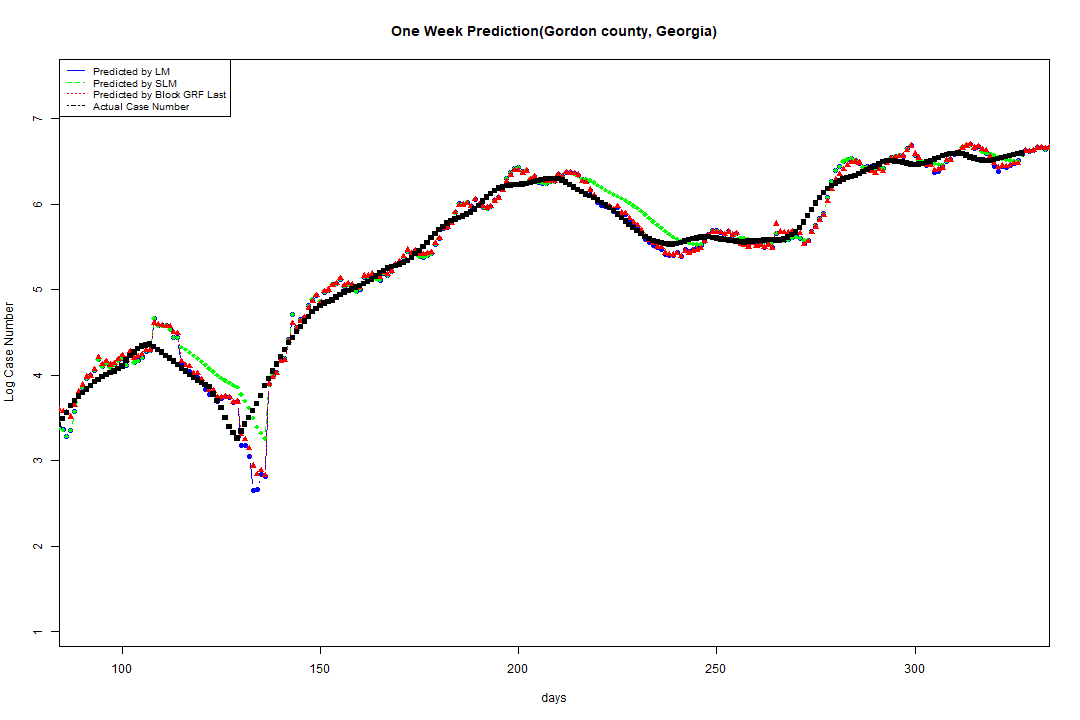 One Week Prediction(Gordon county, Georgia)
Predicted by LM
Predicted by SLM
Predicted by Block GRF Last
Actual Case Number
7
6
5
4
3
2
1
Log Case Number
100 150 200 250 300
days